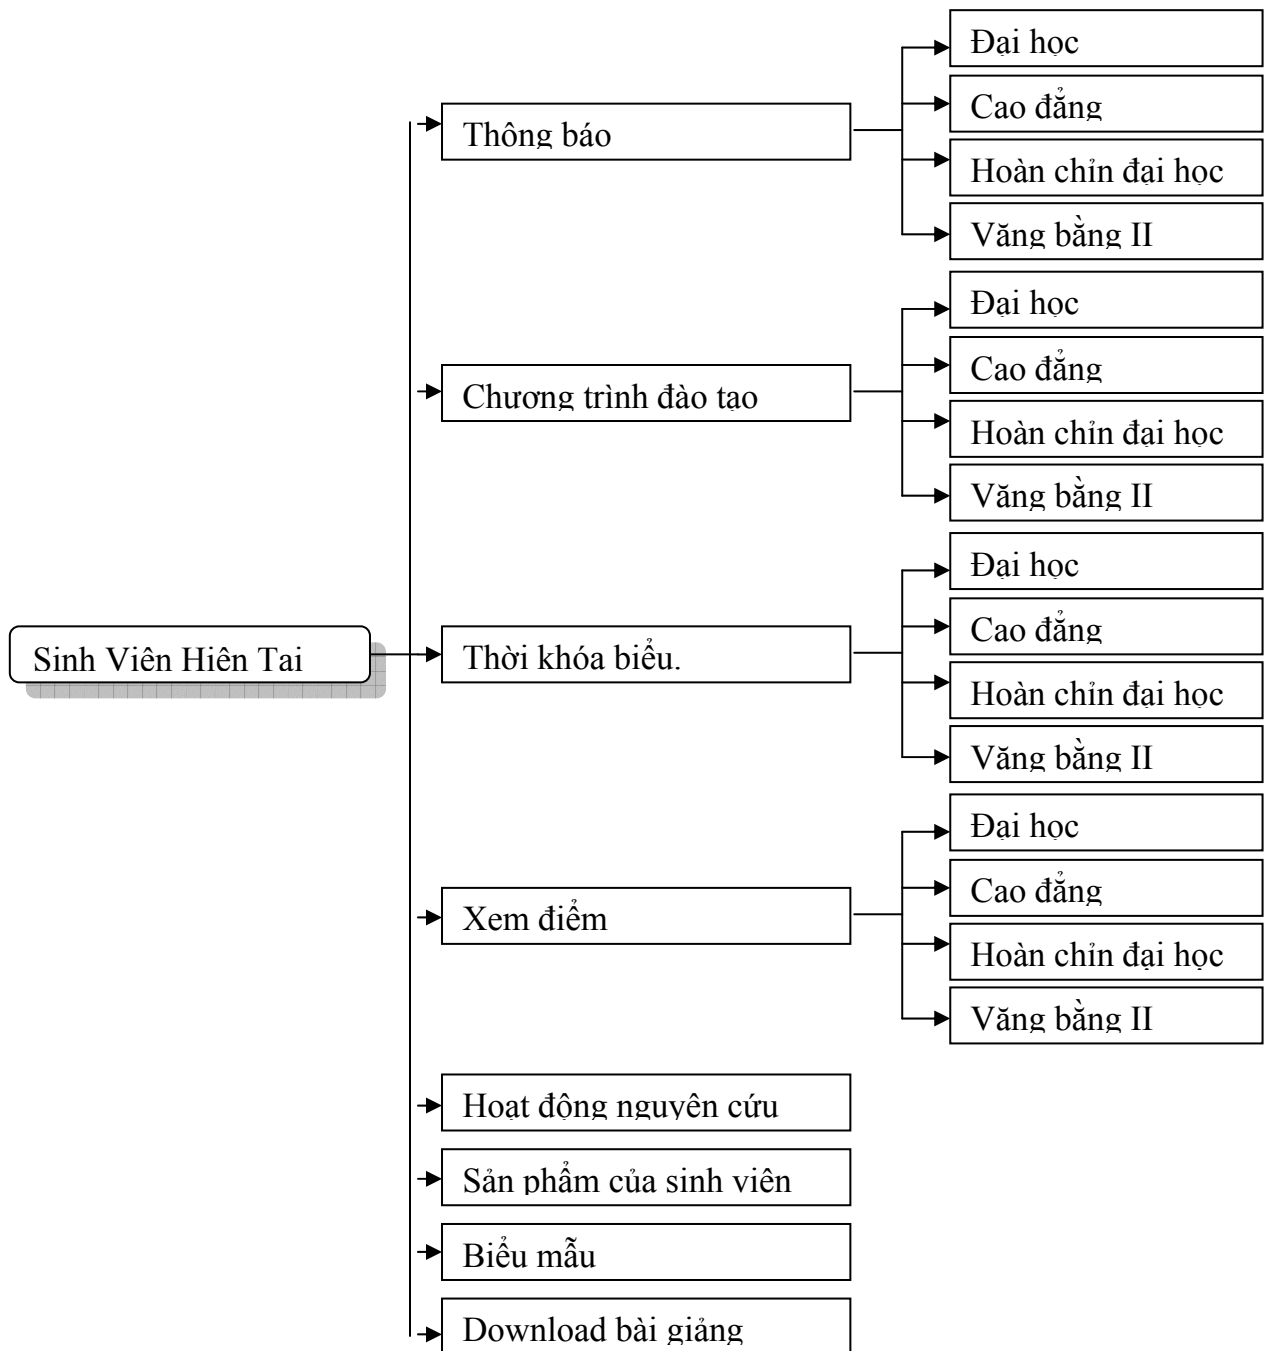 Sinh Viên Hiện Tại
Thông báo
Đại học
Cao đẳng
Hoàn chỉn đại học
Văng bằng II
Chương trình đào tạo
Đại học
Cao đẳng
Hoàn chỉn đại học
Văng bằng II
Thời khóa biểu.
Đại học
Cao đẳng
Hoàn chỉn đại học
Văng bằng II
Xem điểm
Đại học
Cao đẳng
Hoàn chỉn đại học
Văng bằng II
Hoạt động nguyên cứu
Sản phẩm của sinh viên
Biểu mẫu
Download bài giảng